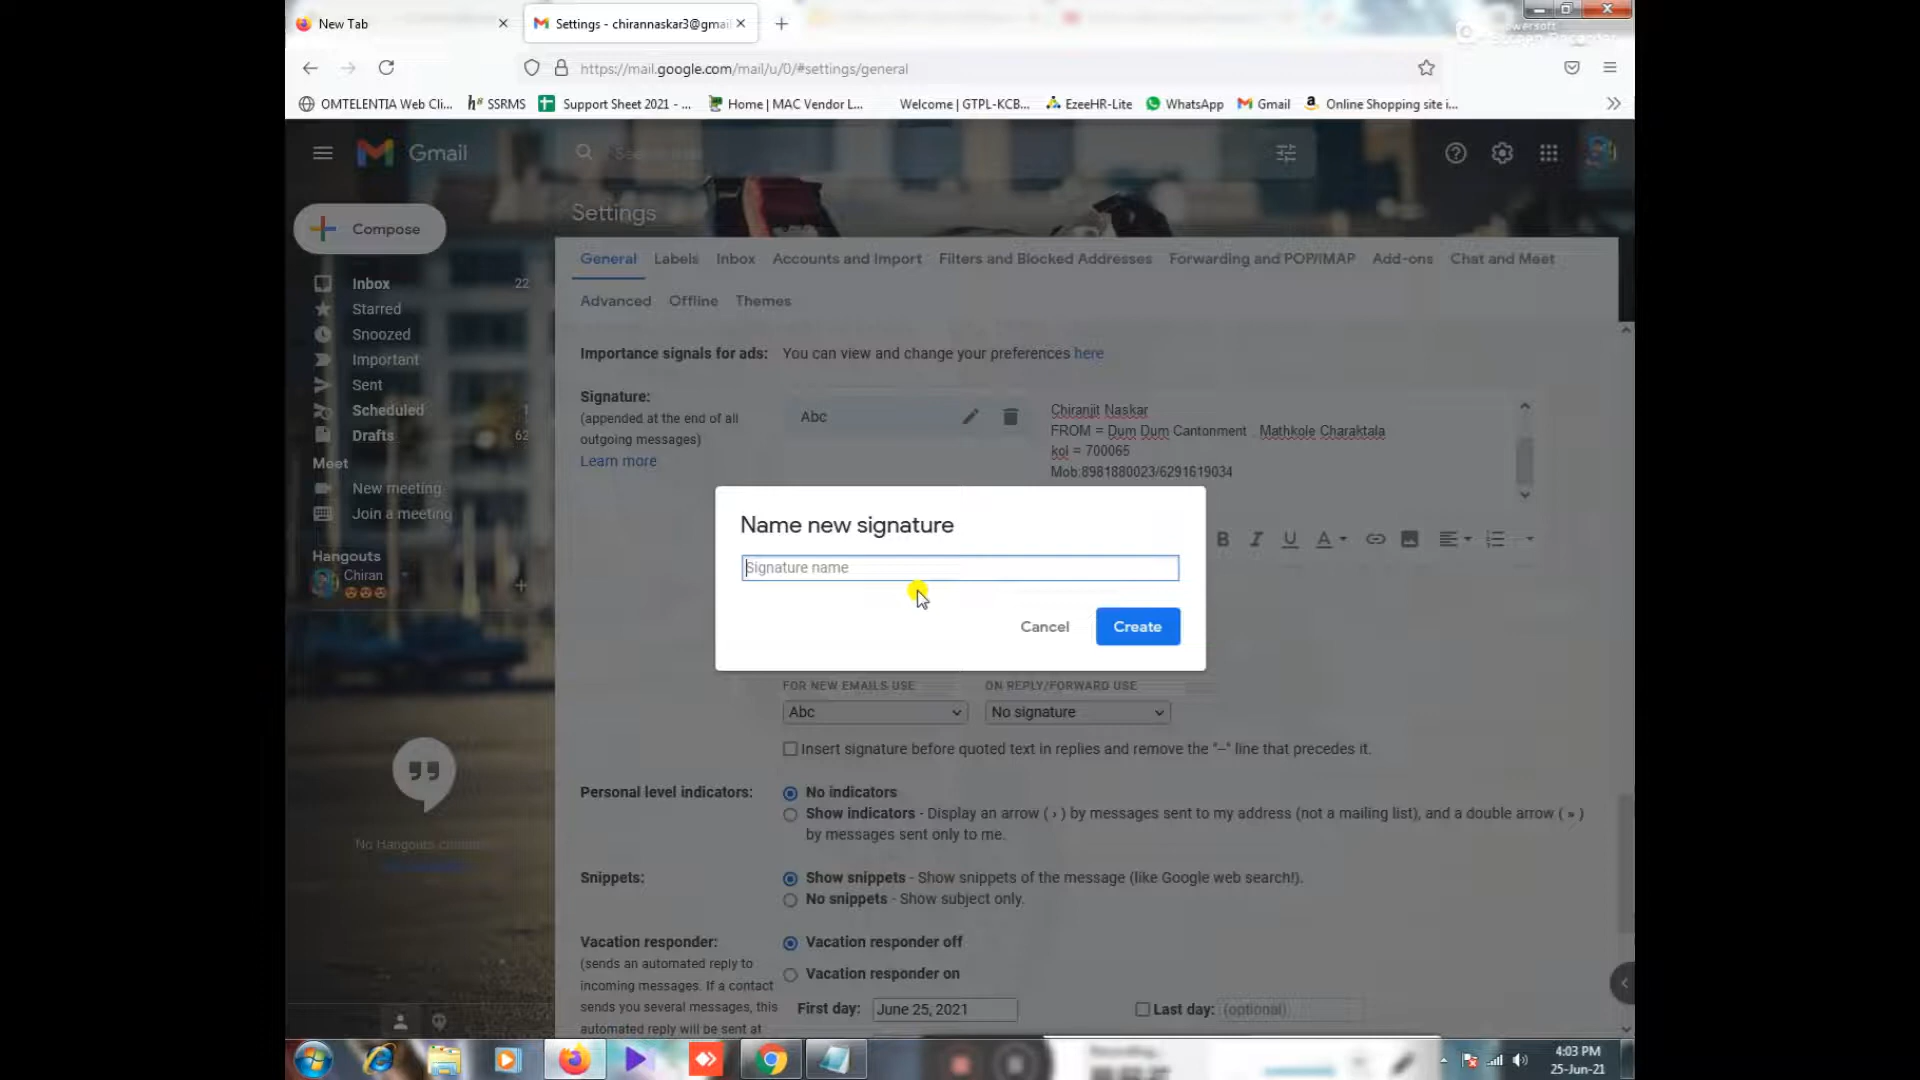 New Tab
Settings - chirannaskar3@gmai
https://mail.google.com/mail/u/0/#settings/general
OMTELENTIA Web Cli...
SSRMS
Support Sheet 2021 - ...
Home | MAC Vendor L...
Welcome | GTPL-KCB...
EzeeHR-Lite
WhatsApp
Gmail
Online Shopping site i...
Gmail
Compose
Settings
General Labels Inbox Accounts and Import Filters and Blocked Addresses Forwarding and POP/IMAP Add-ons Chat and Meet
Advanced Offline Themes
Inbox 22
Starred
Snoozed
Important
Sent
Scheduled 1
Drafts 62
Meet
New meeting
Join a meeting
Hangouts
Chiran
Importance signals for ads: You can view and change your preferences here
Signature:
(appended at the end of all
outgoing messages)
Learn more
Abc
Chiranjit Naskar
FROM = Dum Dum Cantonment . Mathkole Charaktala
kol = 700065
Mob:8981880023/6291619034
Name new signature
Signature name
Cancel Create
FOR NEW EMAILS USE ON REPLY/FORWARD USE
Abc No signature
Insert signature before quoted text in replies and remove the "--" line that precedes it.
Personal level indicators: No indicators
Show indicators - Display an arrow ( › ) by messages sent to my address (not a mailing list), and a double arrow ( » )
by messages sent only to me.
Snippets: Show snippets - Show snippets of the message (like Google web search!).
No snippets - Show subject only.
Vacation responder: Vacation responder off
(sends an automated reply to
incoming messages. If a contact
sends you several messages, this
automated reply will be sent at
Vacation responder on
First day: June 25, 2021 Last day: (optional)
No Hangouts
4:03 PM
25-Jun-21